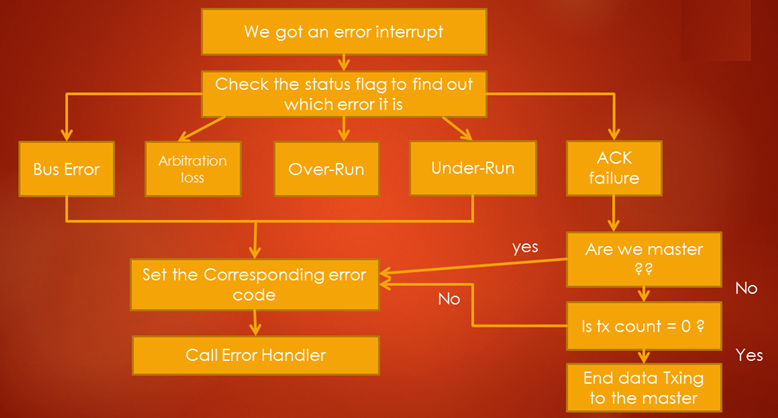 We got an error interrupt
Check the status flag to find out
which error it is
Bus Error
Arbitration
loss
Over-Run
Under-Run
ACK
failure
yes
Are we master
??
Set the Corresponding error
code
No
No
Is tx count = 0 ?
Call Error Handler
Yes
End data Txing
to the master